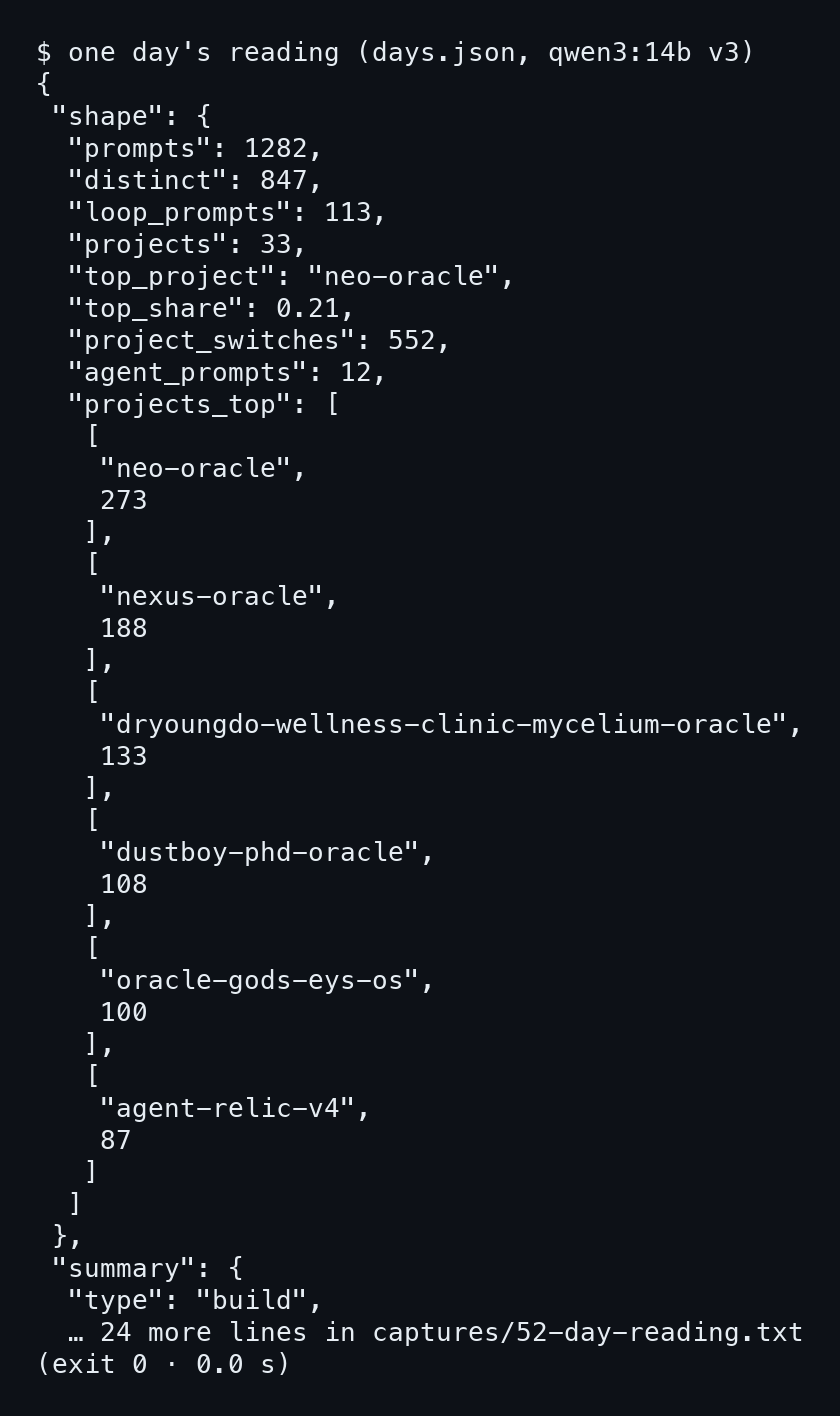 $ one day's reading (days.json, qwen3:14b v3)
{
 "shape": {
  "prompts": 1282,
  "distinct": 847,
  "loop_prompts": 113,
  "projects": 33,
  "top_project": "neo-oracle",
  "top_share": 0.21,
  "project_switches": 552,
  "agent_prompts": 12,
  "projects_top": [
   [
    "neo-oracle",
    273
   ],
   [
    "nexus-oracle",
    188
   ],
   [
    "dryoungdo-wellness-clinic-mycelium-oracle",
    133
   ],
   [
    "dustboy-phd-oracle",
    108
   ],
   [
    "oracle-gods-eys-os",
    100
   ],
   [
    "agent-relic-v4",
    87
   ]
  ]
 },
 "summary": {
  "type": "build",
  … 24 more lines in captures/52-day-reading.txt
(exit 0 · 0.0 s)